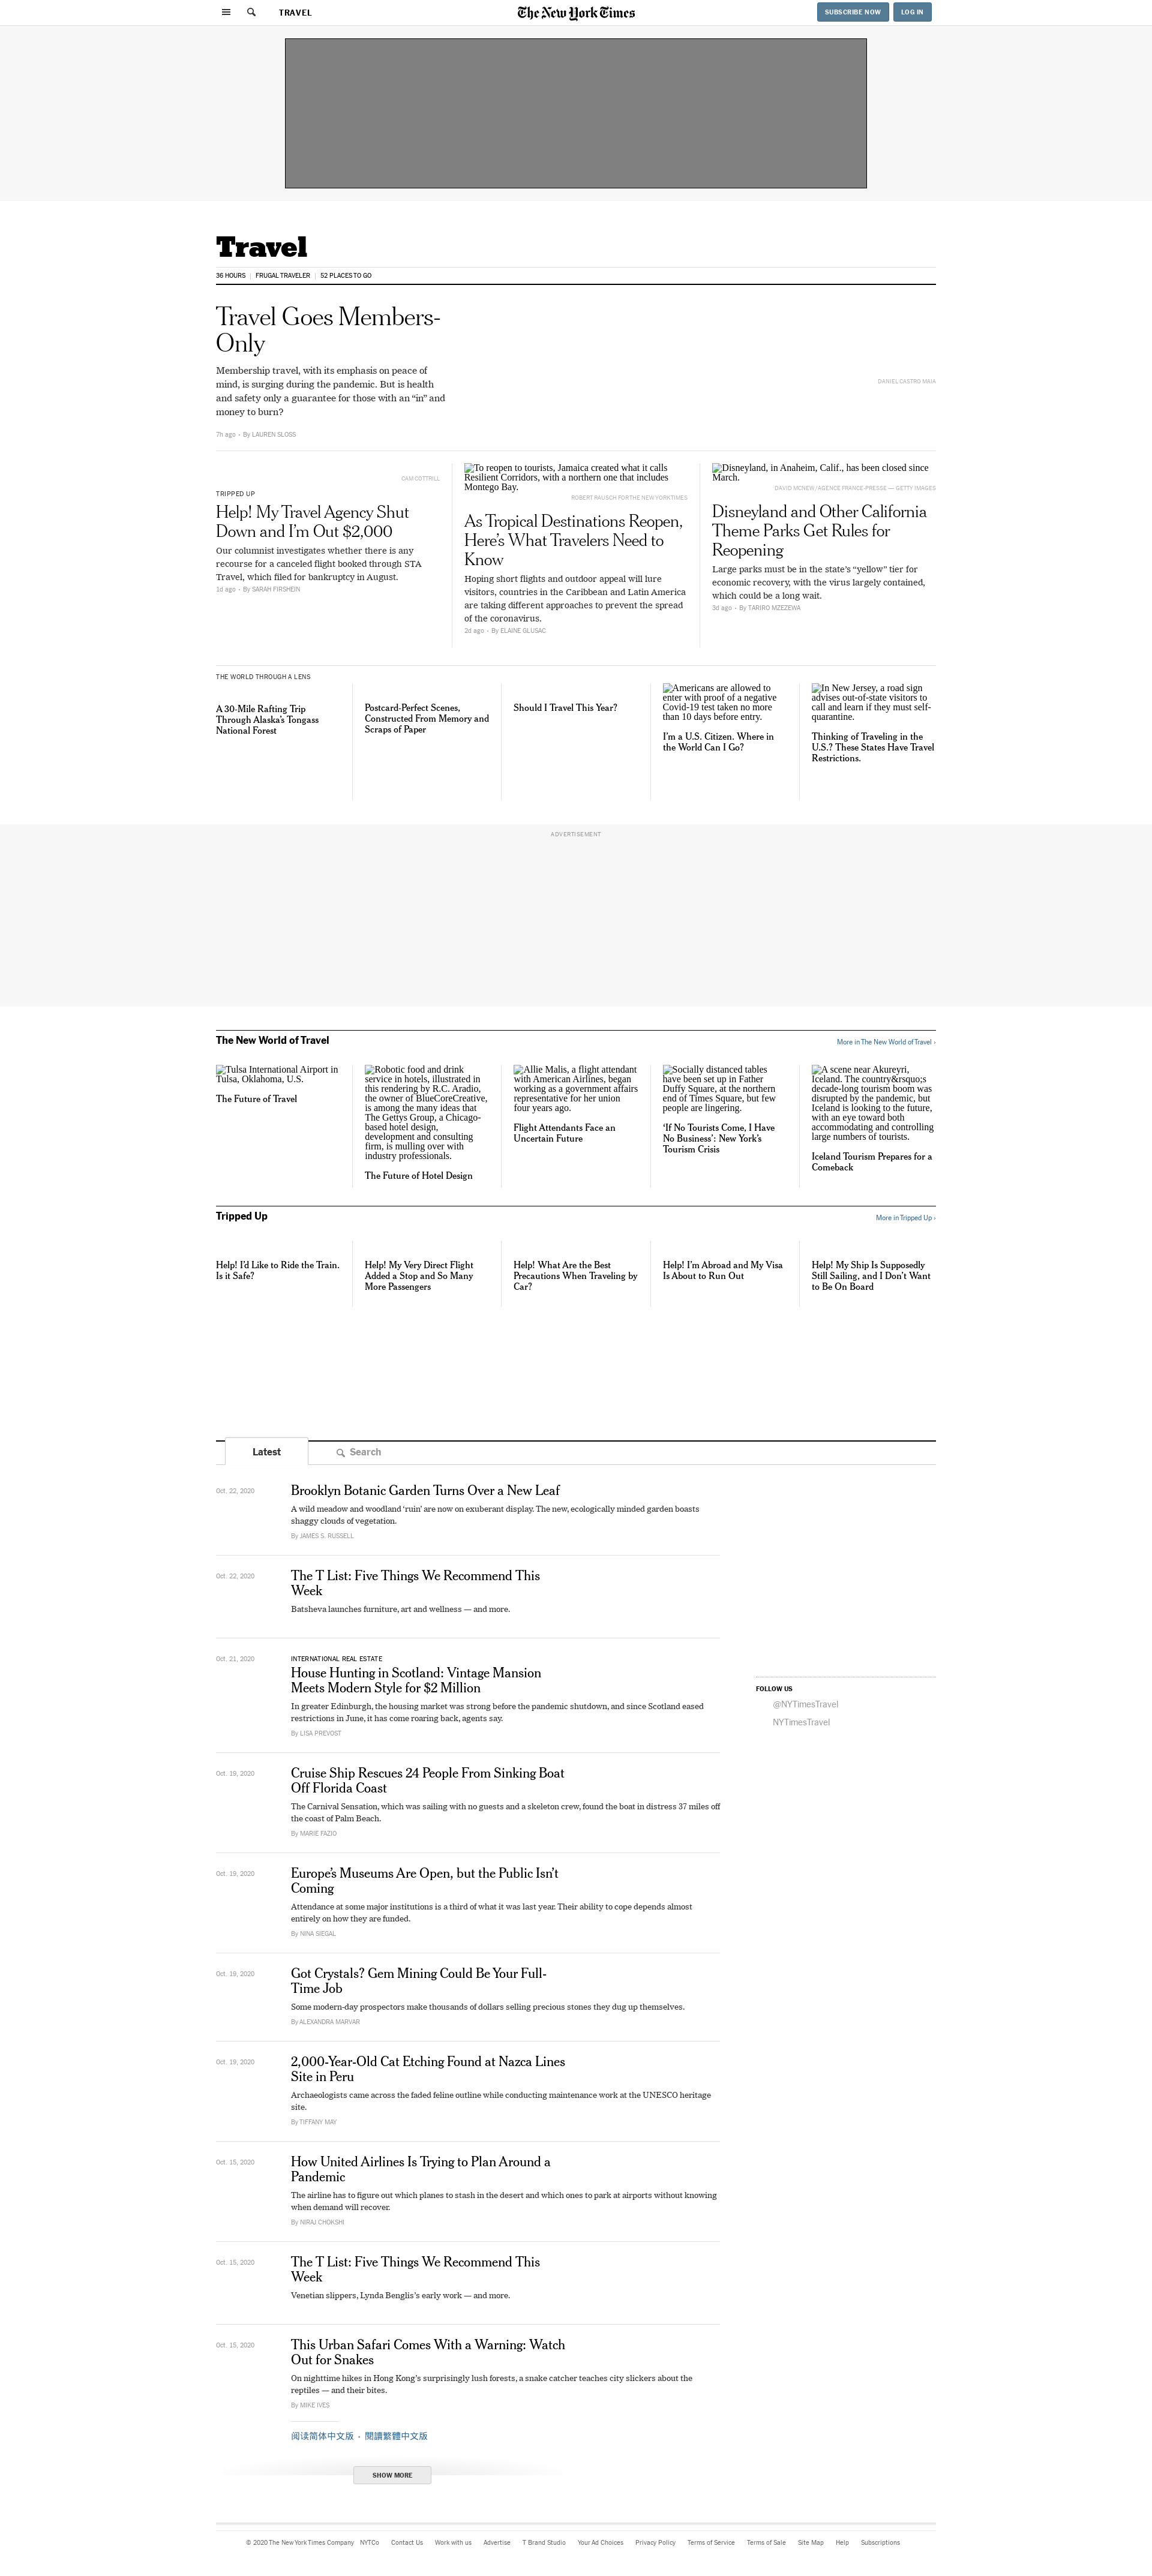 TRAVEL
The New York Times
SUBSCRIBE NOW
LOG IN
Travel
36 HOURS
FRUGAL TRAVELER
52 PLACES TO GO
Travel Goes Members-
Only
Membership travel, with its emphasis on peace of
mind, is surging during the pandemic. But is health
and safety only a guarantee for those with an “in” and
money to burn?
7h ago • By LAUREN SLOSS
DANIEL CASTRO MAIA
CAM COTTRILL
TRIPPED UP
Help! My Travel Agency Shut
Down and I’m Out $2,000
Our columnist investigates whether there is any
recourse for a canceled flight booked through STA
Travel, which filed for bankruptcy in August.
1d ago • By SARAH FIRSHEIN
To reopen to tourists, Jamaica created what it calls
Resilient Corridors, with a northern one that includes
Montego Bay.
ROBERT RAUSCH FOR THE NEW YORK TIMES
As Tropical Destinations Reopen,
Here’s What Travelers Need to
Know
Hoping short flights and outdoor appeal will lure
visitors, countries in the Caribbean and Latin America
are taking different approaches to prevent the spread
of the coronavirus.
2d ago • By ELAINE GLUSAC
Disneyland, in Anaheim, Calif., has been closed since
March.
DAVID MCNEW/AGENCE FRANCE-PRESSE — GETTY IMAGES
Disneyland and Other California
Theme Parks Get Rules for
Reopening
Large parks must be in the state’s “yellow” tier for
economic recovery, with the virus largely contained,
which could be a long wait.
3d ago • By TARIRO MZEZEWA
THE WORLD THROUGH A LENS
A 30-Mile Rafting Trip
Through Alaska’s Tongass
National Forest
Postcard-Perfect Scenes,
Constructed From Memory and
Scraps of Paper
Should I Travel This Year?
Americans are allowed to
enter with proof of a negative
Covid-19 test taken no more
than 10 days before entry.
I’m a U.S. Citizen. Where in
the World Can I Go?
In New Jersey, a road sign
advises out-of-state visitors to
call and learn if they must self-
quarantine.
Thinking of Traveling in the
U.S.? These States Have Travel
Restrictions.
ADVERTISEMENT
The New World of Travel
More in The New World of Travel ›
Tulsa International Airport in
Tulsa, Oklahoma, U.S.
The Future of Travel
Robotic food and drink
service in hotels, illustrated in
this rendering by R.C. Aradio,
the owner of BlueCoreCreative,
is among the many ideas that
The Gettys Group, a Chicago-
based hotel design,
development and consulting
firm, is mulling over with
industry professionals.
The Future of Hotel Design
Allie Malis, a flight attendant
with American Airlines, began
working as a government affairs
representative for her union
four years ago.
Flight Attendants Face an
Uncertain Future
Socially distanced tables
have been set up in Father
Duffy Square, at the northern
end of Times Square, but few
people are lingering.
‘If No Tourists Come, I Have
No Business’: New York’s
Tourism Crisis
A scene near Akureyri,
Iceland. The country&rsquo;s
decade-long tourism boom was
disrupted by the pandemic, but
Iceland is looking to the future,
with an eye toward both
accommodating and controlling
large numbers of tourists.
Iceland Tourism Prepares for a
Comeback
Tripped Up
More in Tripped Up ›
Help! I’d Like to Ride the Train.
Is it Safe?
Help! My Very Direct Flight
Added a Stop and So Many
More Passengers
Help! What Are the Best
Precautions When Traveling by
Car?
Help! I’m Abroad and My Visa
Is About to Run Out
Help! My Ship Is Supposedly
Still Sailing, and I Don’t Want
to Be On Board
Latest
Search
Oct. 22, 2020
Brooklyn Botanic Garden Turns Over a New Leaf
A wild meadow and woodland ‘ruin’ are now on exuberant display. The new, ecologically minded garden boasts
shaggy clouds of vegetation.
By JAMES S. RUSSELL
Oct. 22, 2020
The T List: Five Things We Recommend This
Week
Batsheva launches furniture, art and wellness — and more.
Oct. 21, 2020
INTERNATIONAL REAL ESTATE
House Hunting in Scotland: Vintage Mansion
Meets Modern Style for $2 Million
In greater Edinburgh, the housing market was strong before the pandemic shutdown, and since Scotland eased
restrictions in June, it has come roaring back, agents say.
By LISA PREVOST
FOLLOW US
@NYTimesTravel
NYTimesTravel
Oct. 19, 2020
Cruise Ship Rescues 24 People From Sinking Boat
Off Florida Coast
The Carnival Sensation, which was sailing with no guests and a skeleton crew, found the boat in distress 37 miles off
the coast of Palm Beach.
By MARIE FAZIO
Oct. 19, 2020
Europe’s Museums Are Open, but the Public Isn’t
Coming
Attendance at some major institutions is a third of what it was last year. Their ability to cope depends almost
entirely on how they are funded.
By NINA SIEGAL
Oct. 19, 2020
Got Crystals? Gem Mining Could Be Your Full-
Time Job
Some modern-day prospectors make thousands of dollars selling precious stones they dug up themselves.
By ALEXANDRA MARVAR
Oct. 19, 2020
2,000-Year-Old Cat Etching Found at Nazca Lines
Site in Peru
Archaeologists came across the faded feline outline while conducting maintenance work at the UNESCO heritage
site.
By TIFFANY MAY
Oct. 15, 2020
How United Airlines Is Trying to Plan Around a
Pandemic
The airline has to figure out which planes to stash in the desert and which ones to park at airports without knowing
when demand will recover.
By NIRAJ CHOKSHI
Oct. 15, 2020
The T List: Five Things We Recommend This
Week
Venetian slippers, Lynda Benglis’s early work — and more.
Oct. 15, 2020
This Urban Safari Comes With a Warning: Watch
Out for Snakes
On nighttime hikes in Hong Kong’s surprisingly lush forests, a snake catcher teaches city slickers about the
reptiles — and their bites.
By MIKE IVES
阅读简体中文版 • 閱讀繁體中文版
SHOW MORE
© 2020 The New York Times Company NYTCo Contact Us Work with us Advertise T Brand Studio Your Ad Choices Privacy Policy Terms of Service Terms of Sale Site Map Help Subscriptions